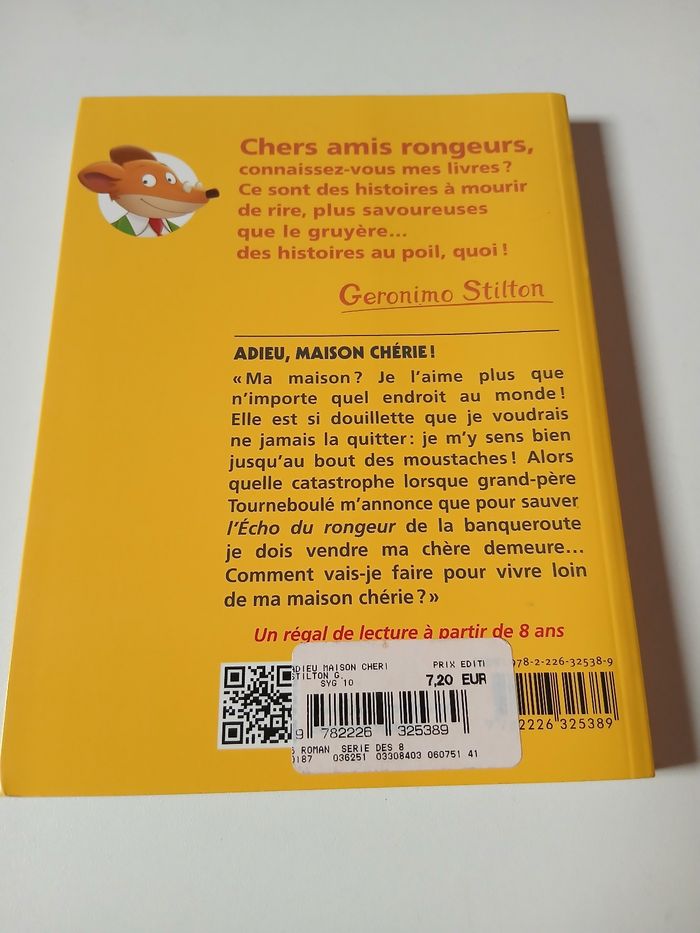 Chers amis rongeurs,
connaissez-vous mes livres ?
Ce sont des histoires à mourir
de rire, plus savoureuses
que le gruyère...
des histoires au poil, quoi !
Geronimo Stilton
ADIEU, MAISON CHÉRIE !
« Ma maison ? Je l'aime plus que
n'importe quel endroit au monde !
Elle est si douillette que je voudrais
ne jamais la quitter : je m'y sens bien
jusqu'au bout des moustaches ! Alors
quelle catastrophe lorsque grand-père
Tourneboulé m'annonce que pour sauver
l'Écho du rongeur de la banqueroute
je dois vendre ma chère demeure...
Comment vais-je faire pour vivre loin
de ma maison chérie ? »
Un régal de lecture à partir de 8 ans
ADIEU MAISON CHERI PRIX EDITI
STILTON G. 7,20 EUR
SYG 10
9 782226 325389
ROMAN SERIE DES 8
0187 036251 03308403 060751 41
978-2-226-32538-9
782226 325389